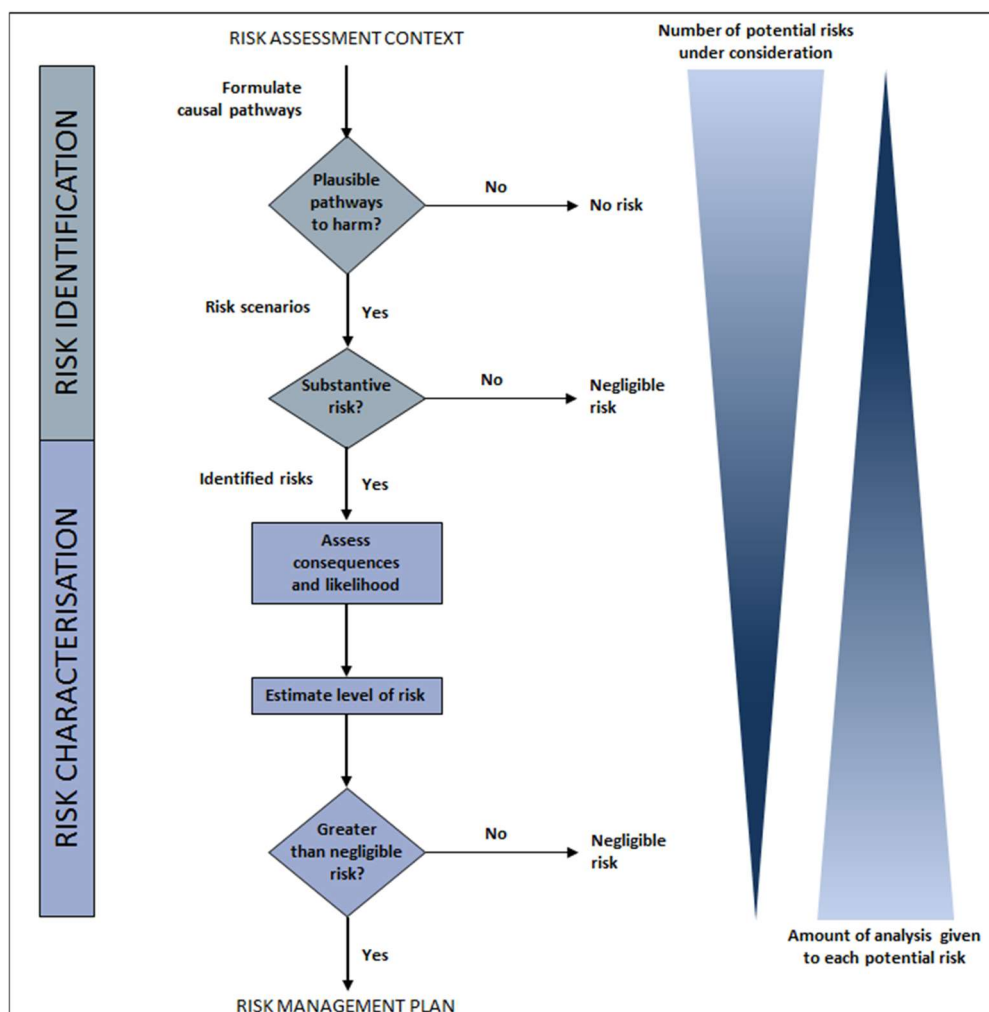 RISK ASSESSMENT CONTEXT
Number of potential risks
under consideration
RISK IDENTIFICATION
Formulate
causal pathways
Plausible
pathways
to harm?
No
No risk
Risk scenarios
Yes
Substantive
risk?
No
Negligible
risk
RISK CHARACTERISATION
Identified risks
Yes
Assess
consequences
and likelihood
Estimate level of risk
Greater
than negligible
risk?
No
Negligible
risk
Yes
Amount of analysis given
to each potential risk
RISK MANAGEMENT PLAN